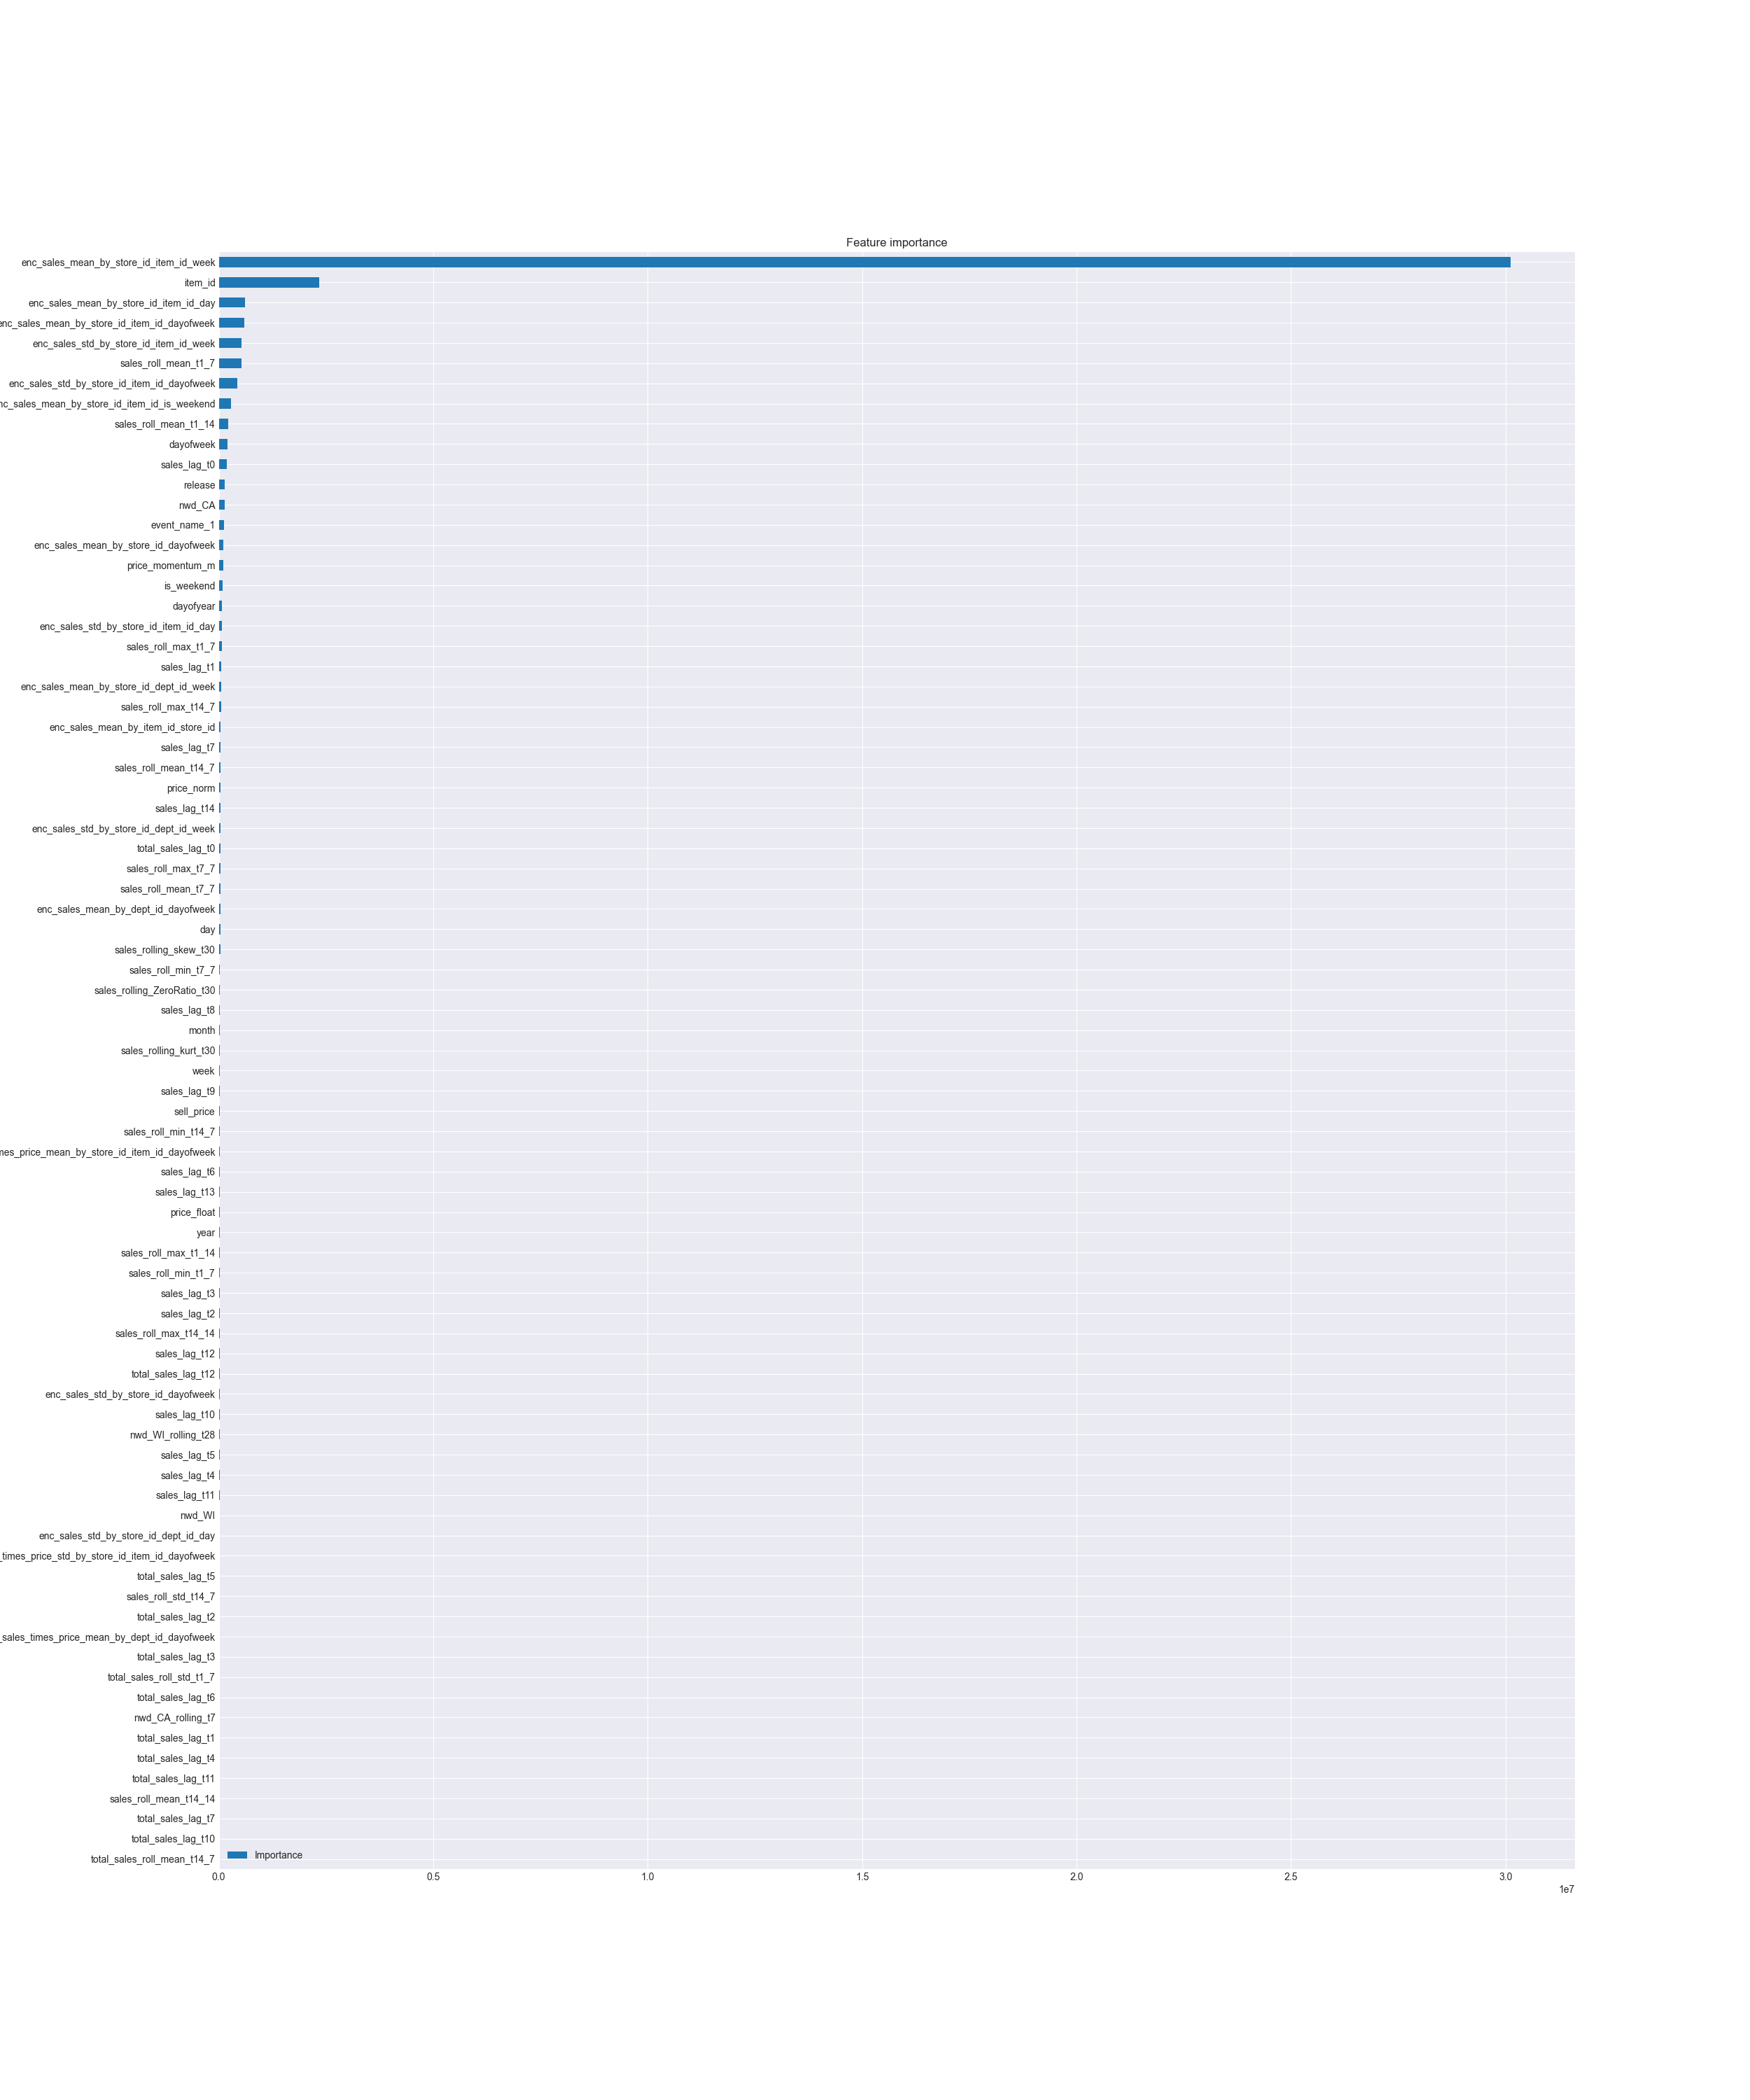 Feature importance
enc_sales_mean_by_store_id_item_id_week
item_id
enc_sales_mean_by_store_id_item_id_day
enc_sales_mean_by_store_id_item_id_dayofweek
enc_sales_std_by_store_id_item_id_week
sales_roll_mean_t1_7
enc_sales_std_by_store_id_item_id_dayofweek
nc_sales_mean_by_store_id_item_id_is_weekend
sales_roll_mean_t1_14
dayofweek
sales_lag_t0
release
nwd_CA
event_name_1
enc_sales_mean_by_store_id_dayofweek
price_momentum_m
is_weekend
dayofyear
enc_sales_std_by_store_id_item_id_day
sales_roll_max_t1_7
sales_lag_t1
enc_sales_mean_by_store_id_dept_id_week
sales_roll_max_t14_7
enc_sales_mean_by_item_id_store_id
sales_lag_t7
sales_roll_mean_t14_7
price_norm
sales_lag_t14
enc_sales_std_by_store_id_dept_id_week
total_sales_lag_t0
sales_roll_max_t7_7
sales_roll_mean_t7_7
enc_sales_mean_by_dept_id_dayofweek
day
sales_rolling_skew_t30
sales_roll_min_t7_7
sales_rolling_ZeroRatio_t30
sales_lag_t8
month
sales_rolling_kurt_t30
week
sales_lag_t9
sell_price
sales_roll_min_t14_7
mes_price_mean_by_store_id_item_id_dayofweek
sales_lag_t6
sales_lag_t13
price_float
year
sales_roll_max_t1_14
sales_roll_min_t1_7
sales_lag_t3
sales_lag_t2
sales_roll_max_t14_14
sales_lag_t12
total_sales_lag_t12
enc_sales_std_by_store_id_dayofweek
sales_lag_t10
nwd_WI_rolling_t28
sales_lag_t5
sales_lag_t4
sales_lag_t11
nwd_WI
enc_sales_std_by_store_id_dept_id_day
_times_price_std_by_store_id_item_id_dayofweek
total_sales_lag_t5
sales_roll_std_t14_7
total_sales_lag_t2
_sales_times_price_mean_by_dept_id_dayofweek
total_sales_lag_t3
total_sales_roll_std_t1_7
total_sales_lag_t6
nwd_CA_rolling_t7
total_sales_lag_t1
total_sales_lag_t4
total_sales_lag_t11
sales_roll_mean_t14_14
total_sales_lag_t7
total_sales_lag_t10
total_sales_roll_mean_t14_7
Importance
0.0 0.5 1.0 1.5 2.0 2.5 3.0
1e7